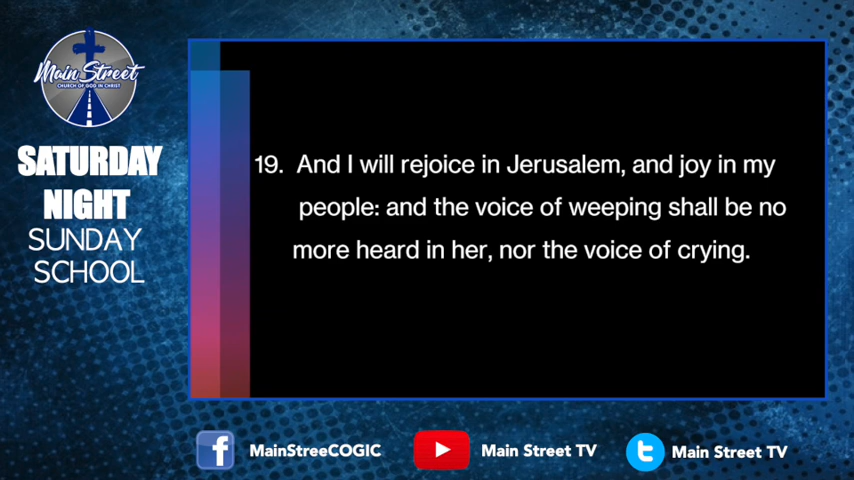 Main Street
CHURCH OF GOD IN CHRIST
SATURDAY
NIGHT
SUNDAY
SCHOOL
19. And I will rejoice in Jerusalem, and joy in my
people: and the voice of weeping shall be no
more heard in her, nor the voice of crying.
f MainStreeCOGIC
Main Street TV
Main Street TV